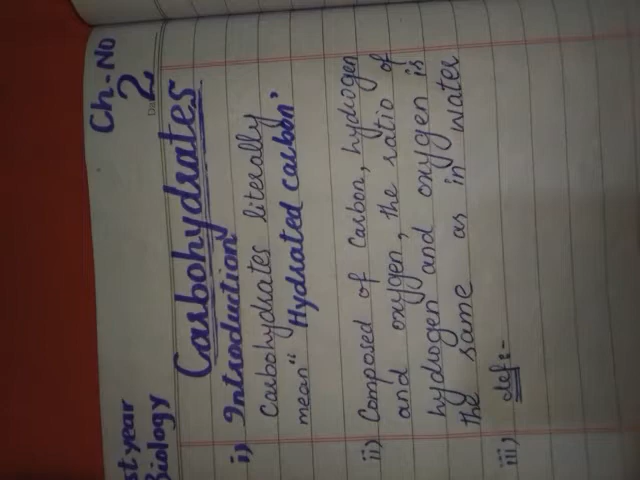 st year
Biology
Ch-No
2
Carbohydrates
i) Introduction
Carbohydrates literally
mean "Hydrated Carbon"
ii) Composed of Carbon, hydrogen
and oxygen, the ratio of
hydrogen and oxygen is
the same as in water
iii) def:-